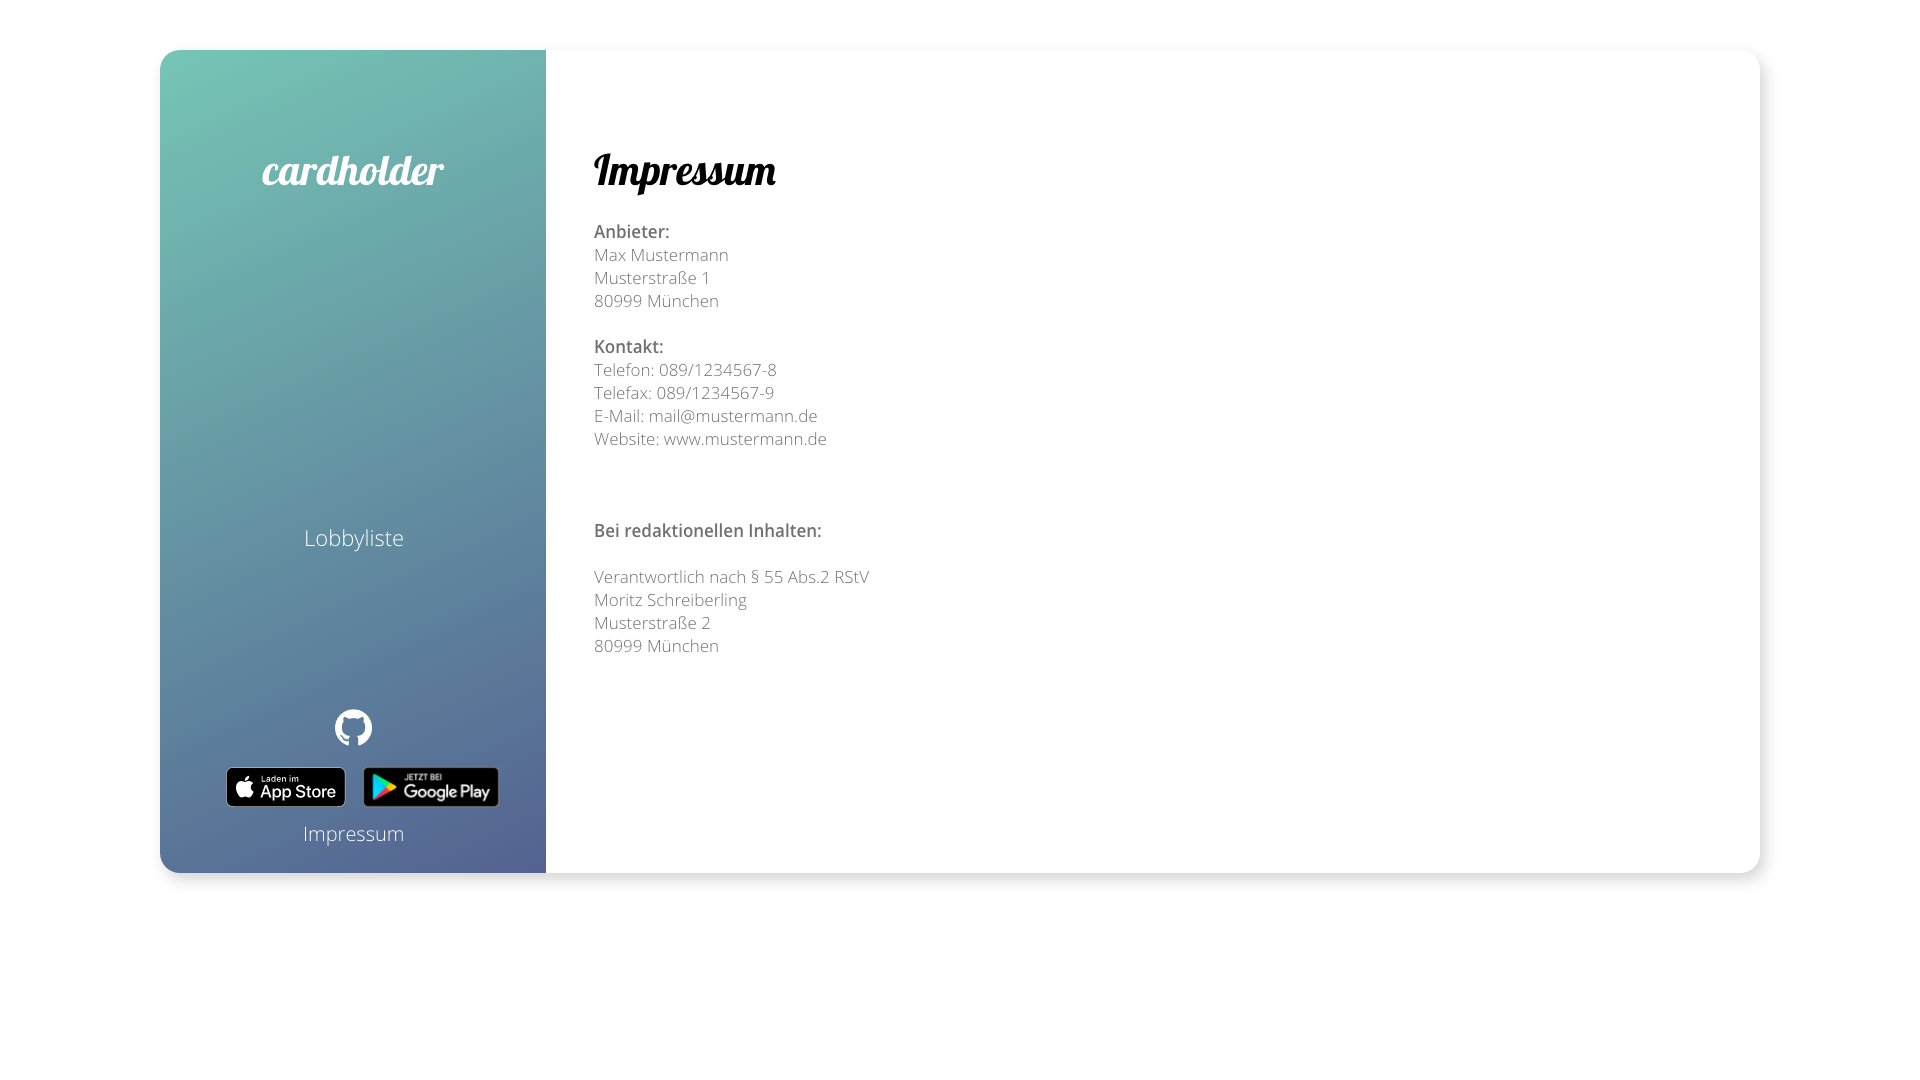 cardholder
Lobbyliste
Laden im
App Store
JETZT BEI
Google Play
Impressum
Impressum
Anbieter:
Max Mustermann
Musterstraße 1
80999 München
Kontakt:
Telefon: 089/1234567-8
Telefax: 089/1234567-9
E-Mail: mail@mustermann.de
Website: www.mustermann.de
Bei redaktionellen Inhalten:
Verantwortlich nach § 55 Abs.2 RStV
Moritz Schreiberling
Musterstraße 2
80999 München